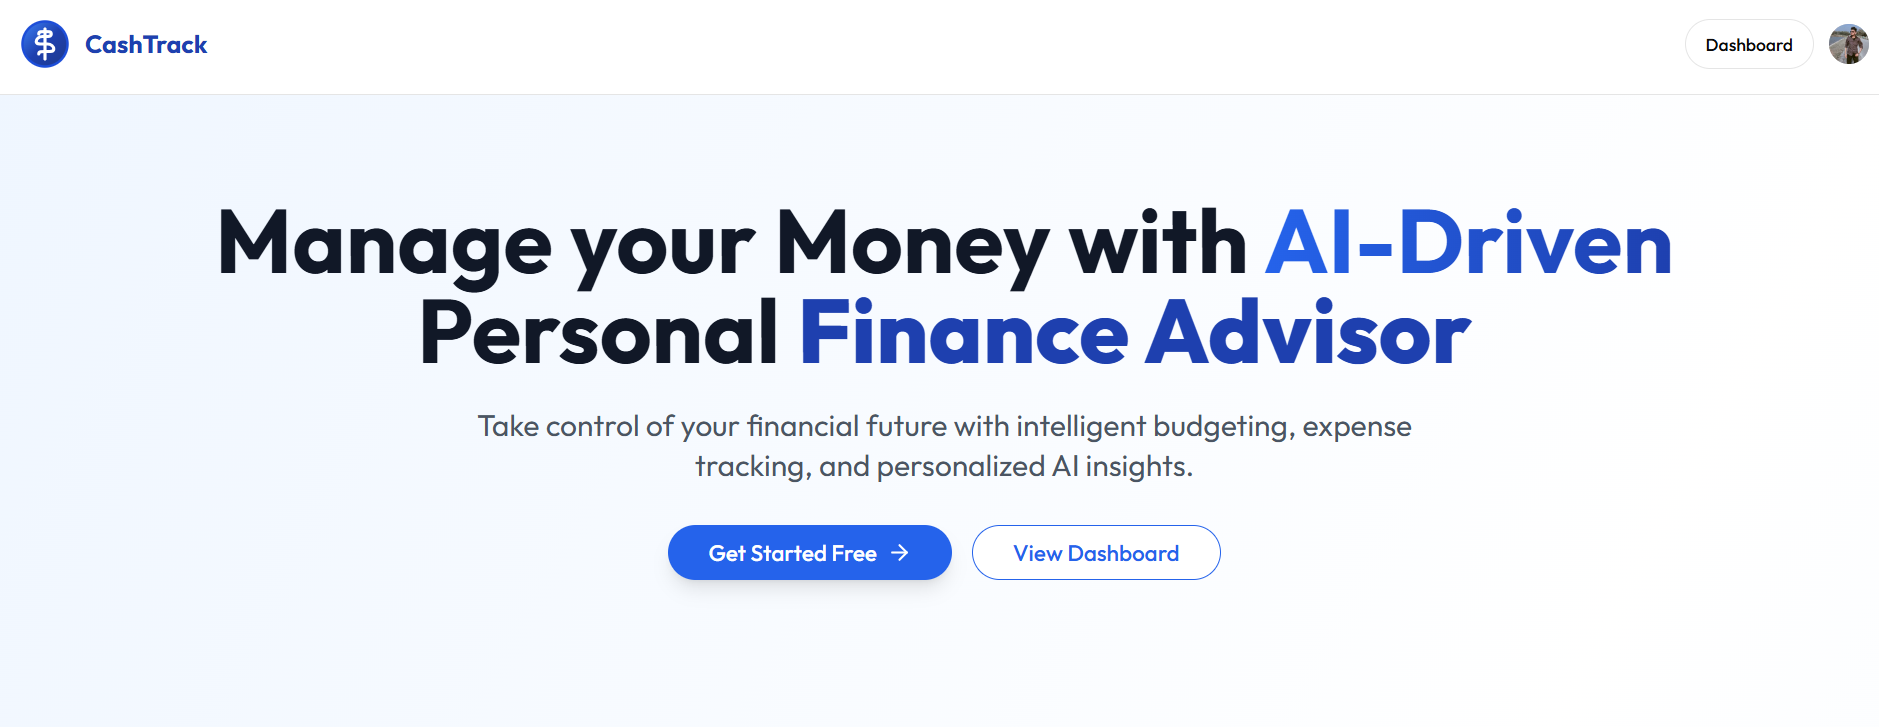 CashTrack
Dashboard
Manage your Money with AI-Driven
Personal Finance Advisor
Take control of your financial future with intelligent budgeting, expense
tracking, and personalized AI insights.
Get Started Free →
View Dashboard